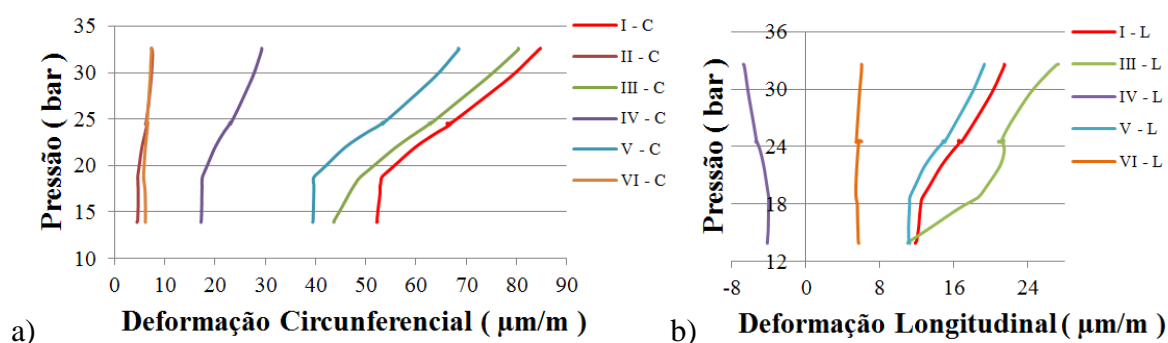 35
30
25
20
15
10
Pressão ( bar )
0 10 20 30 40 50 60 70 80 90
Deformação Circunferencial ( µm/m )
I - C
II - C
III - C
IV - C
V - C
VI - C
a)
36
30
24
18
12
Pressão ( bar )
-8 0 8 16 24
Deformação Longitudinal ( µm/m )
I - L
III - L
IV - L
V - L
VI - L
b)